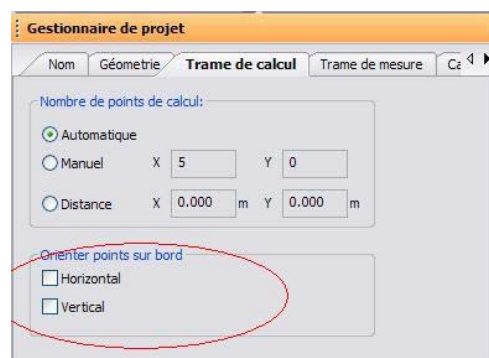 Gestionnaire de projet
Nom Géométrie Trame de calcul Trame de mesure
Nombre de points de calcul:
Automatique
Manuel X 5 Y 0
Distance X 0.000 m Y 0.000 m
Orienter points sur bord
Horizontal
Vertical